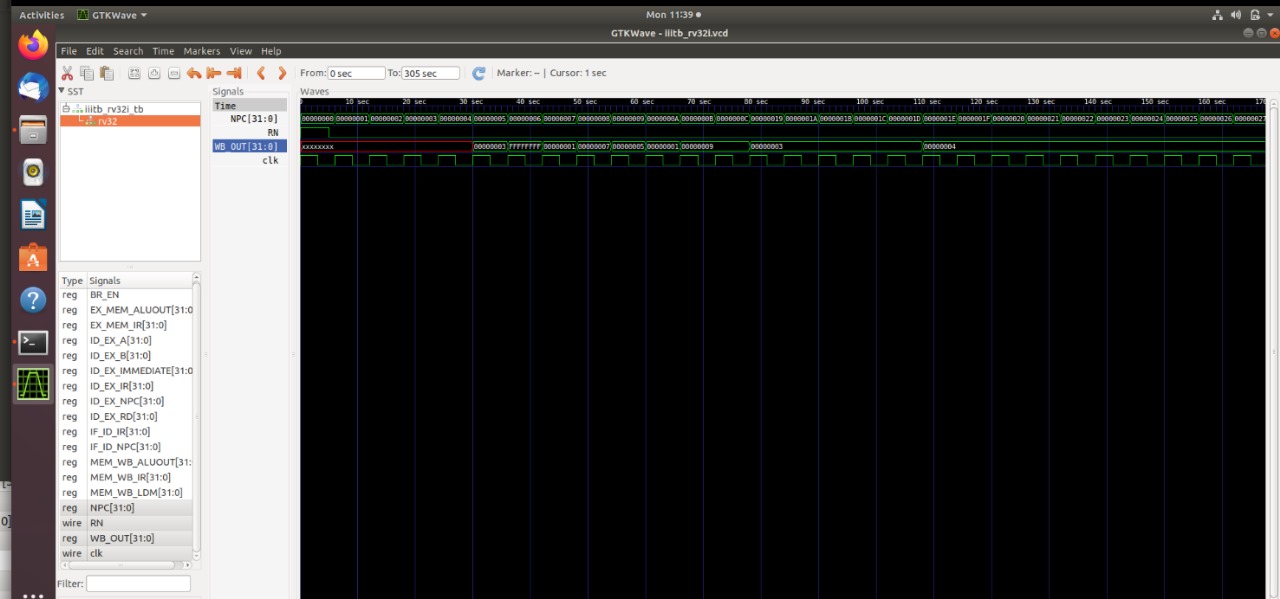 Activities GTKWave Mon 11:39
GTKWave - iiitb_rv32i.vcd
File Edit Search Time Markers View Help
From: 0 sec To: 305 sec Marker: -- | Cursor: 1 sec
SST
iiitb_rv32i_tb
rv32
Signals
Time
NPC[31:0]
RN
WB_OUT[31:0]
clk
Waves
10 sec 20 sec 30 sec 40 sec 50 sec 60 sec 70 sec 80 sec 90 sec 100 sec 110 sec 120 sec 130 sec 140 sec 150 sec 160 sec 170
00000000 00000001 00000002 00000003 00000004 00000005 00000006 00000007 00000008 00000009 0000000A 0000000B 0000000C 00000019 0000001A 0000001B 0000001C 0000001D 0000001E 0000001F 00000020 00000021 00000022 00000023 00000024 00000025 00000026 00000027
xxxxxxxx 00000003 FFFFFFFF 00000001 00000007 00000005 00000001 00000009 00000003 00000004
Type Signals
reg BR_EN
reg EX_MEM_ALUOUT[31:0
reg EX_MEM_IR[31:0]
reg ID_EX_A[31:0]
reg ID_EX_B[31:0]
reg ID_EX_IMMEDIATE[31:0
reg ID_EX_IR[31:0]
reg ID_EX_NPC[31:0]
reg ID_EX_RD[31:0]
reg IF_ID_IR[31:0]
reg IF_ID_NPC[31:0]
reg MEM_WB_ALUOUT[31:
reg MEM_WB_IR[31:0]
reg MEM_WB_LDM[31:0]
reg NPC[31:0]
wire RN
reg WB_OUT[31:0]
wire clk
Filter: